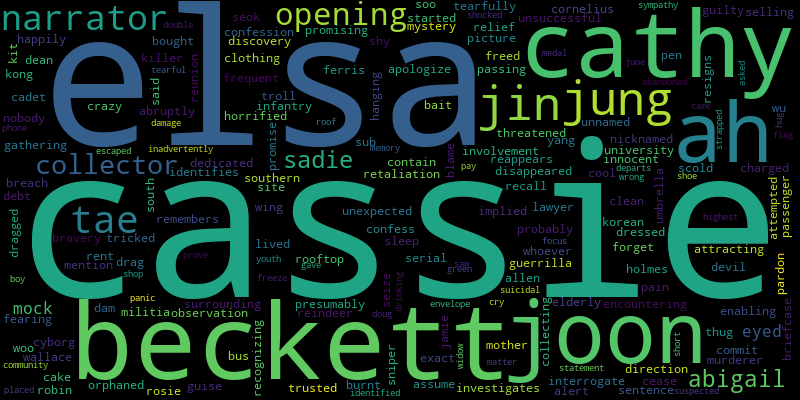 narrator
seok
opening
soo
tearfully
cornelius
sympathy
guilty
selling
double
shocked
happily
bought
confession
promising
started
relief
unsuccessful
mystery
picture
elsa
cathy
kit
dean
discovery
clothing
shy
apologize
freed
passing
pen
medal
june
asked
kong
killer
reunion
frequent
ferris
crazy
said
troll
hanging
bait
jin
jung
cadet
abruptly
infantry
horrified
threatened
unnamed
nicknamed
resigns
abandoned
came
hug
wu
flag
nobody
phone
damage
roof
sub
yang
university
ah
strapped
gathering
escaped
inadvertently
memory
involvement
disappeared
innocent
collector
dedicated
promise
sadie
contain
retaliation
blame
pay
reappears
departs
wrong
cool
scold
charged
breach
identifies
southern
site
recall
shoe
debt
south
cassie
umbrella
clean
attempted
passenger
tae
wing
unexpected
implied
lawyer
korean
dressed
highest
bravery
tricked
remembers
confess
probably
forget
attracting
dragged
lived
sleep
whoever
focus
mention
rent
drag
youth
rooftop
serial
saw
guerrilla
holmes
devil
pardon
boy
shop
prove
freeze
gave
green
allen
pain
panic
presumably
seize
drinking
envelope
suicidal
elderly
encountering
enabling
briefcase
mock
dam
surrounding
reindeer
doug
cry
beckett
joon
fearing
militia
observation
jamie
collecting
short
thug
eyed
cyborg
woo
bus
recognizing
sniper
exact
mother
matter
widow
commit
murderer
wallace
community
cake
orphaned
guise
trusted
burnt
assume
investigates
statement
interrogate
alert
cease
direction
abigail
placed
robin
rosie
identified
sentence
suspected